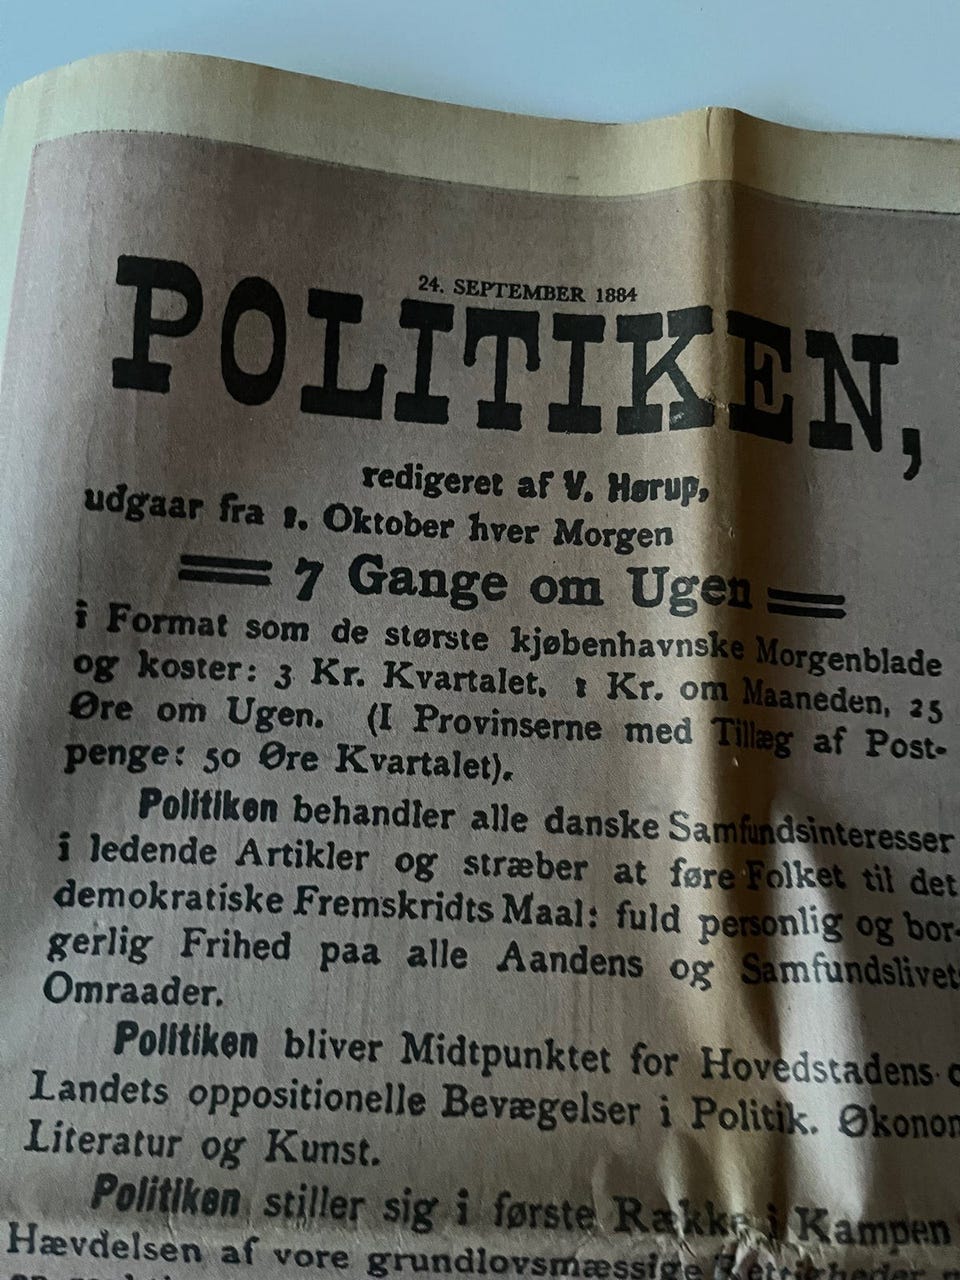 24. SEPTEMBER 1884
POLITIKEN,
redigeret af V. Hørup,
udgaar fra 1. Oktober hver Morgen
7 Gange om Ugen
i Format som de største kjøbenhavnske Morgenblade
og koster: 3 Kr. Kvartalet, 1 Kr. om Maaneden, 25
Øre om Ugen. (I Provinserne med Tillæg af Post-
penge: 50 Øre Kvartalet).
Politiken behandler alle danske Samfundsinteresser
i ledende Artikler og stræber at føre Folket til det
demokratiske Fremskridts Maal: fuld personlig og bor-
gerlig Frihed paa alle Aandens og Samfundslivets
Omraader.
Politiken bliver Midtpunktet for Hovedstadens
Landets oppositionelle Bevægelser i Politik. Økonom
Literatur og Kunst.
Politiken stiller sig i første Række i Kampen
Hævdelsen af vore grundlovsmæssige Rettigheder